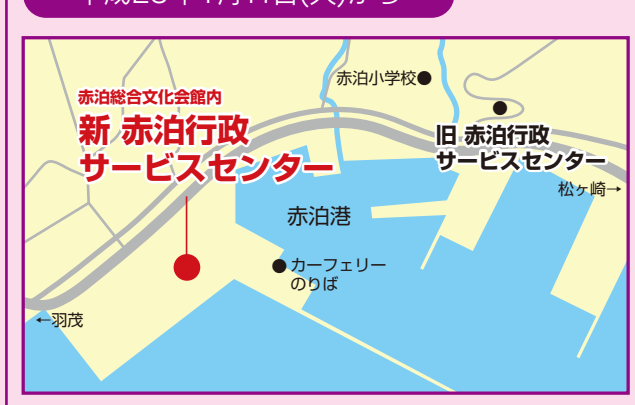 赤泊小学校
赤泊総合文化会館内
新 赤泊行政
サービスセンター
旧 赤泊行政
サービスセンター
松ヶ崎→
赤泊港
カーフェリー
のりば
←羽茂